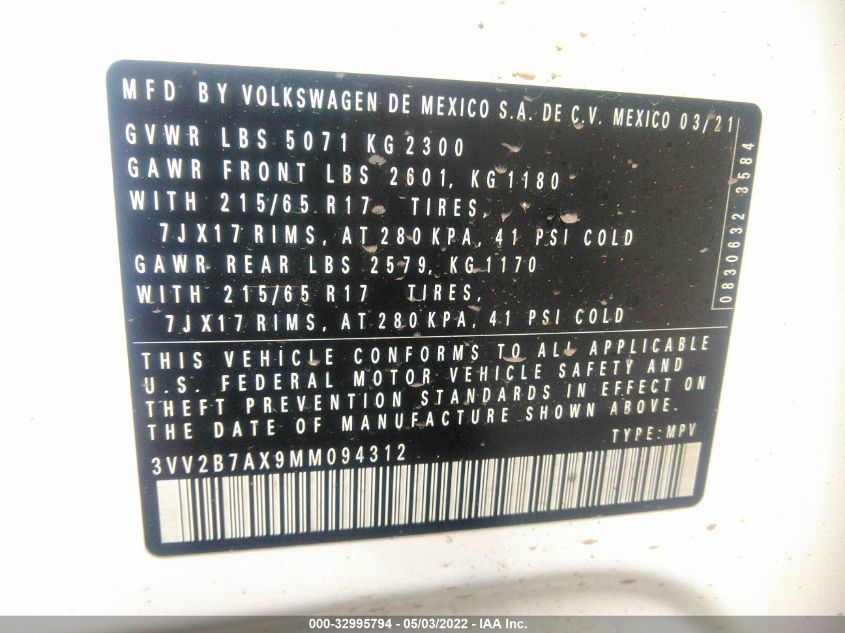 MFD BY VOLKSWAGEN DE MEXICO S.A. DE C.V. MEXICO 03/21
GVWR LBS 5071 KG 2300
GAWR FRONT LBS 2601, KG 1180
WITH 215/65 R17 TIRES,
7JX17 RIMS, AT 280 KPA, 41 PSI COLD
GAWR REAR LBS 2579, KG 1170
WITH 215/65 R17 TIRES,
7JX17 RIMS, AT 280 KPA, 41 PSI COLD
0830632 3584
THIS VEHICLE CONFORMS TO ALL APPLICABLE
U.S. FEDERAL MOTOR VEHICLE SAFETY AND
THEFT PREVENTION STANDARDS IN EFFECT ON
THE DATE OF MANUFACTURE SHOWN ABOVE.
3VV2B7AX9MM094312 TYPE: MPV
000-32995794 - 05/03/2022 - IAA Inc.